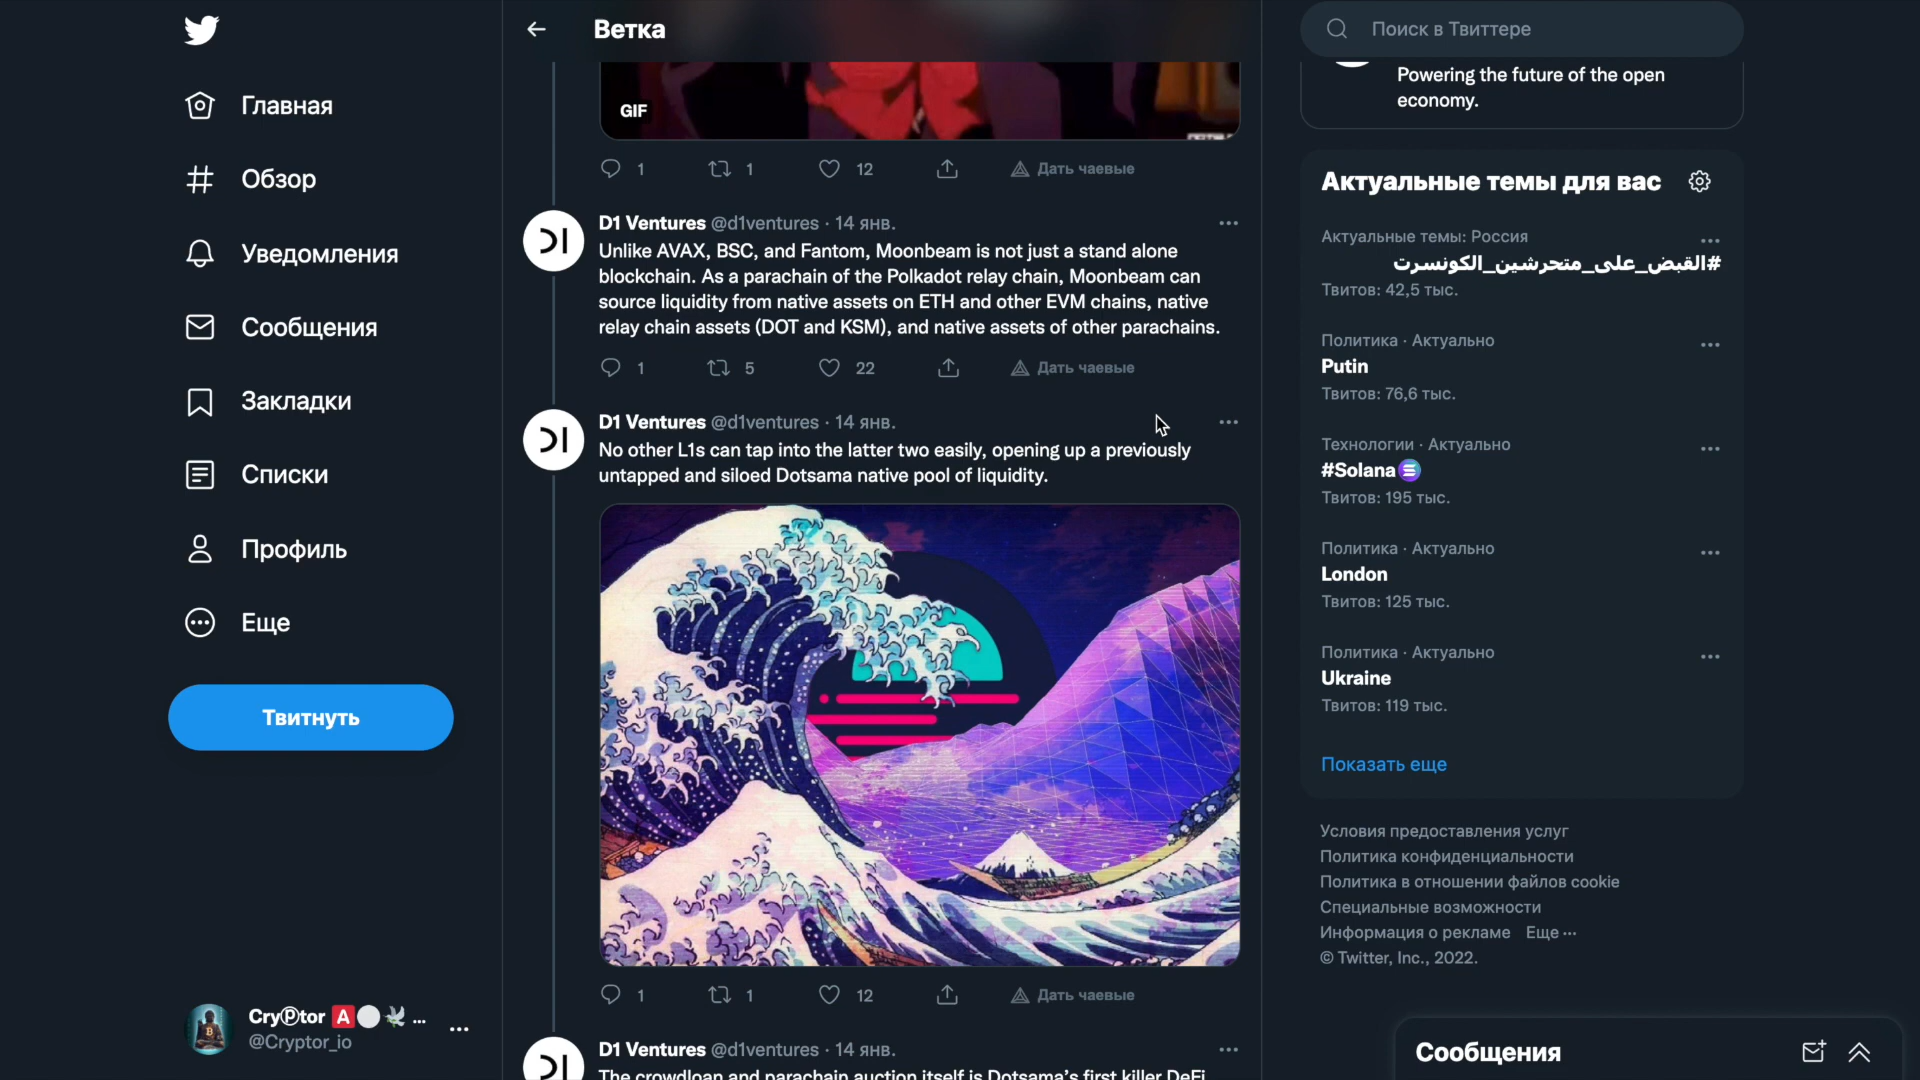 Главная
Обзор
Уведомления
Сообщения
Закладки
Списки
Профиль
Еще
Твитнуть
Cryⓟtor 🅰️⚪🕊️ ...
@Cryptor_io
Ветка
GIF
1
1
12
Дать чаевые
D1 Ventures @d1ventures · 14 янв.
Unlike AVAX, BSC, and Fantom, Moonbeam is not just a stand alone
blockchain. As a parachain of the Polkadot relay chain, Moonbeam can
source liquidity from native assets on ETH and other EVM chains, native
relay chain assets (DOT and KSM), and native assets of other parachains.
1
5
22
Дать чаевые
D1 Ventures @d1ventures · 14 янв.
No other L1s can tap into the latter two easily, opening up a previously
untapped and siloed Dotsama native pool of liquidity.
1
1
12
Дать чаевые
D1 Ventures @d1ventures · 14 янв.
The crowdloan and parachain auction itself is Dotsama's first killer DeFi
Поиск в Твиттере
Powering the future of the open
economy.
Актуальные темы для вас
Актуальные темы: Россия
#القبض_على_متحرشين_الكونسرت
Твитов: 42,5 тыс.
Политика · Актуально
Putin
Твитов: 76,6 тыс.
Технологии · Актуально
#Solana
Твитов: 195 тыс.
Политика · Актуально
London
Твитов: 125 тыс.
Политика · Актуально
Ukraine
Твитов: 119 тыс.
Показать еще
Условия предоставления услуг
Политика конфиденциальности
Политика в отношении файлов cookie
Специальные возможности
Информация о рекламе Еще ···
© Twitter, Inc., 2022.
Сообщения